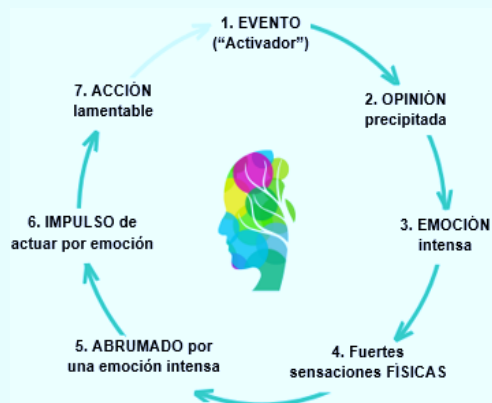 1. EVENTO
(“Activador”)
2. OPINIÓN
precipitada
3. EMOCIÓN
intensa
4. Fuertes
sensaciones FÌSICAS
5. ABRUMADO por
una emoción intensa
6. IMPULSO de
actuar por emoción
7. ACCIÓN
lamentable